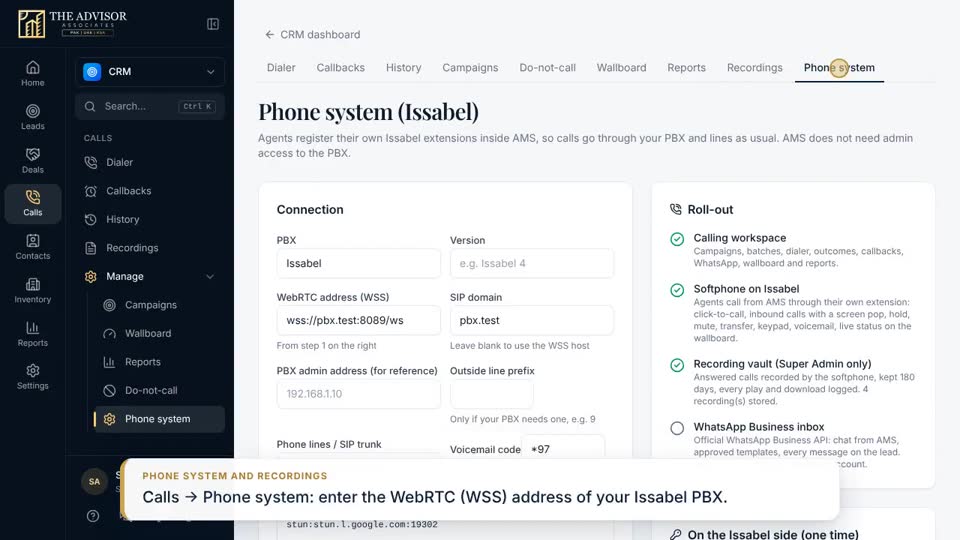 THE ADVISOR
ASSOCIATES
PAK | UAE | USA
Home
Leads
Deals
Calls
Contacts
Inventory
Reports
Settings
CRM
Search...
Ctrl K
CALLS
Dialer
Callbacks
History
Recordings
Manage
Campaigns
Wallboard
Reports
Do-not-call
Phone system
SA
← CRM dashboard
Dialer
Callbacks
History
Campaigns
Do-not-call
Wallboard
Reports
Recordings
Phone system
Phone system (Issabel)
Agents register their own Issabel extensions inside AMS, so calls go through your PBX and lines as usual. AMS does not need admin
access to the PBX.
Connection
PBX
Version
Issabel
e.g. Issabel 4
WebRTC address (WSS)
SIP domain
wss://pbx.test:8089/ws
pbx.test
From step 1 on the right
Leave blank to use the WSS host
PBX admin address (for reference)
Outside line prefix
192.168.1.10
Only if your PBX needs one, e.g. 9
Phone lines / SIP trunk
Voicemail code
*97
stun:stun.l.google.com:19302
Roll-out
Calling workspace
Campaigns, batches, dialer, outcomes, callbacks,
WhatsApp, wallboard and reports.
Softphone on Issabel
Agents call from AMS through their own extension:
click-to-call, inbound calls with a screen pop, hold,
mute, transfer, keypad, voicemail, live status on the
wallboard.
Recording vault (Super Admin only)
Answered calls recorded by the softphone, kept 180
days, every play and download logged. 4
recording(s) stored.
WhatsApp Business inbox
Official WhatsApp Business API: chat from AMS,
approved templates, every message on the lead.
On the Issabel side (one time)
PHONE SYSTEM AND RECORDINGS
Calls → Phone system: enter the WebRTC (WSS) address of your Issabel PBX.